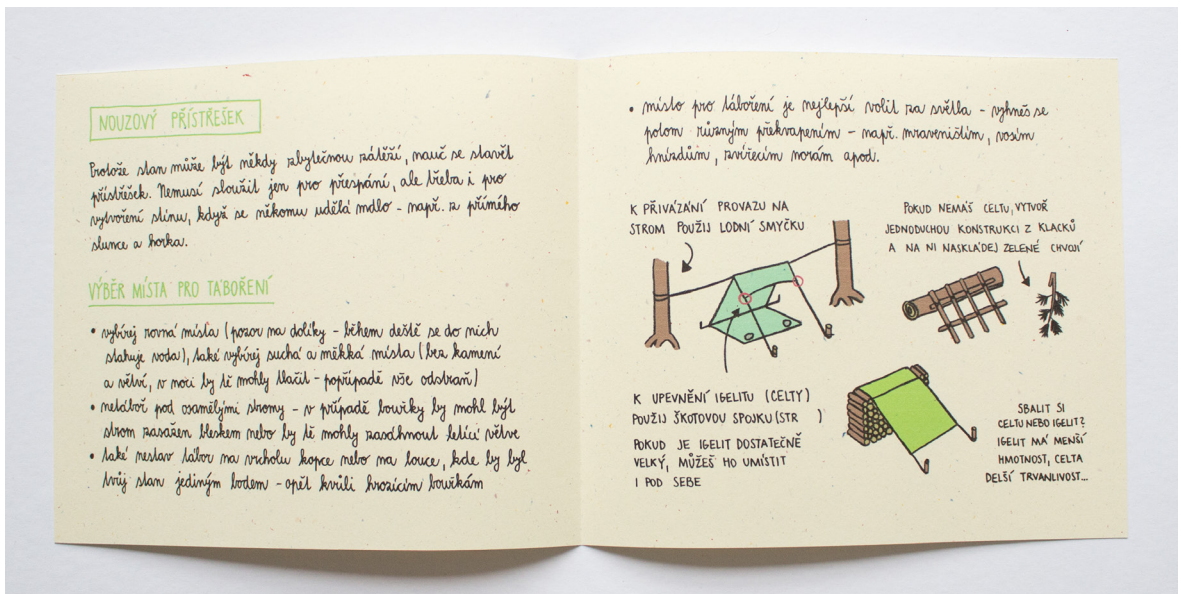 NOUZOVÝ PŘÍSTŘEŠEK
Protože stan může být někdy zbytečnou zátěží, nauč se stavět
přístřešek. Nemusí sloužit jen pro přespání, ale třeba i pro
vytvoření stínu, když se někomu udělá mdlo - např. z přímého
slunce a horka.
VÝBĚR MÍSTA PRO TÁBOŘENÍ
• vybírej rovná místa (pozor na dolíky - během deště se do nich
stahuje voda), také vybírej suchá a měkká místa (bez kamení
a větví, v noci by tě mohly tlačit - popřípadě vše odstraň)
• netáboř pod osamělými stromy - v případě bouřky by mohl být
strom zasažen bleskem nebo by tě mohly zasáhnout letící větve
• také nestav tábor na vrcholu kopce nebo na louce, kde by byl
tvůj stan jediným bodem - opět kvůli hrozícím bouřkám
• místo pro táboření je nejlepší volit za světla - vyhneš se
potom různým překvapením - např. mraveništím, vosím
hnízdům, zvířecím norám apod.
K PŘIVÁZÁNÍ PROVAZU NA
STROM POUŽIJ LODNÍ SMYČKU
POKUD NEMÁŠ CELTU, VYTVOŘ
JEDNODUCHOU KONSTRUKCI Z KLACKŮ
A NA NI NASKLÁDEJ ZELENÉ CHVOJÍ
K UPEVNĚNÍ IGELITU (CELTY)
POUŽIJ ŠKOTOVOU SPOJKU (STR )
POKUD JE IGELIT DOSTATEČNĚ
VELKÝ, MŮŽEŠ HO UMÍSTIT
I POD SEBE
SBALIT SI
CELTU NEBO IGELIT?
IGELIT MÁ MENŠÍ
HMOTNOST, CELTA
DELŠÍ TRVANLIVOST...